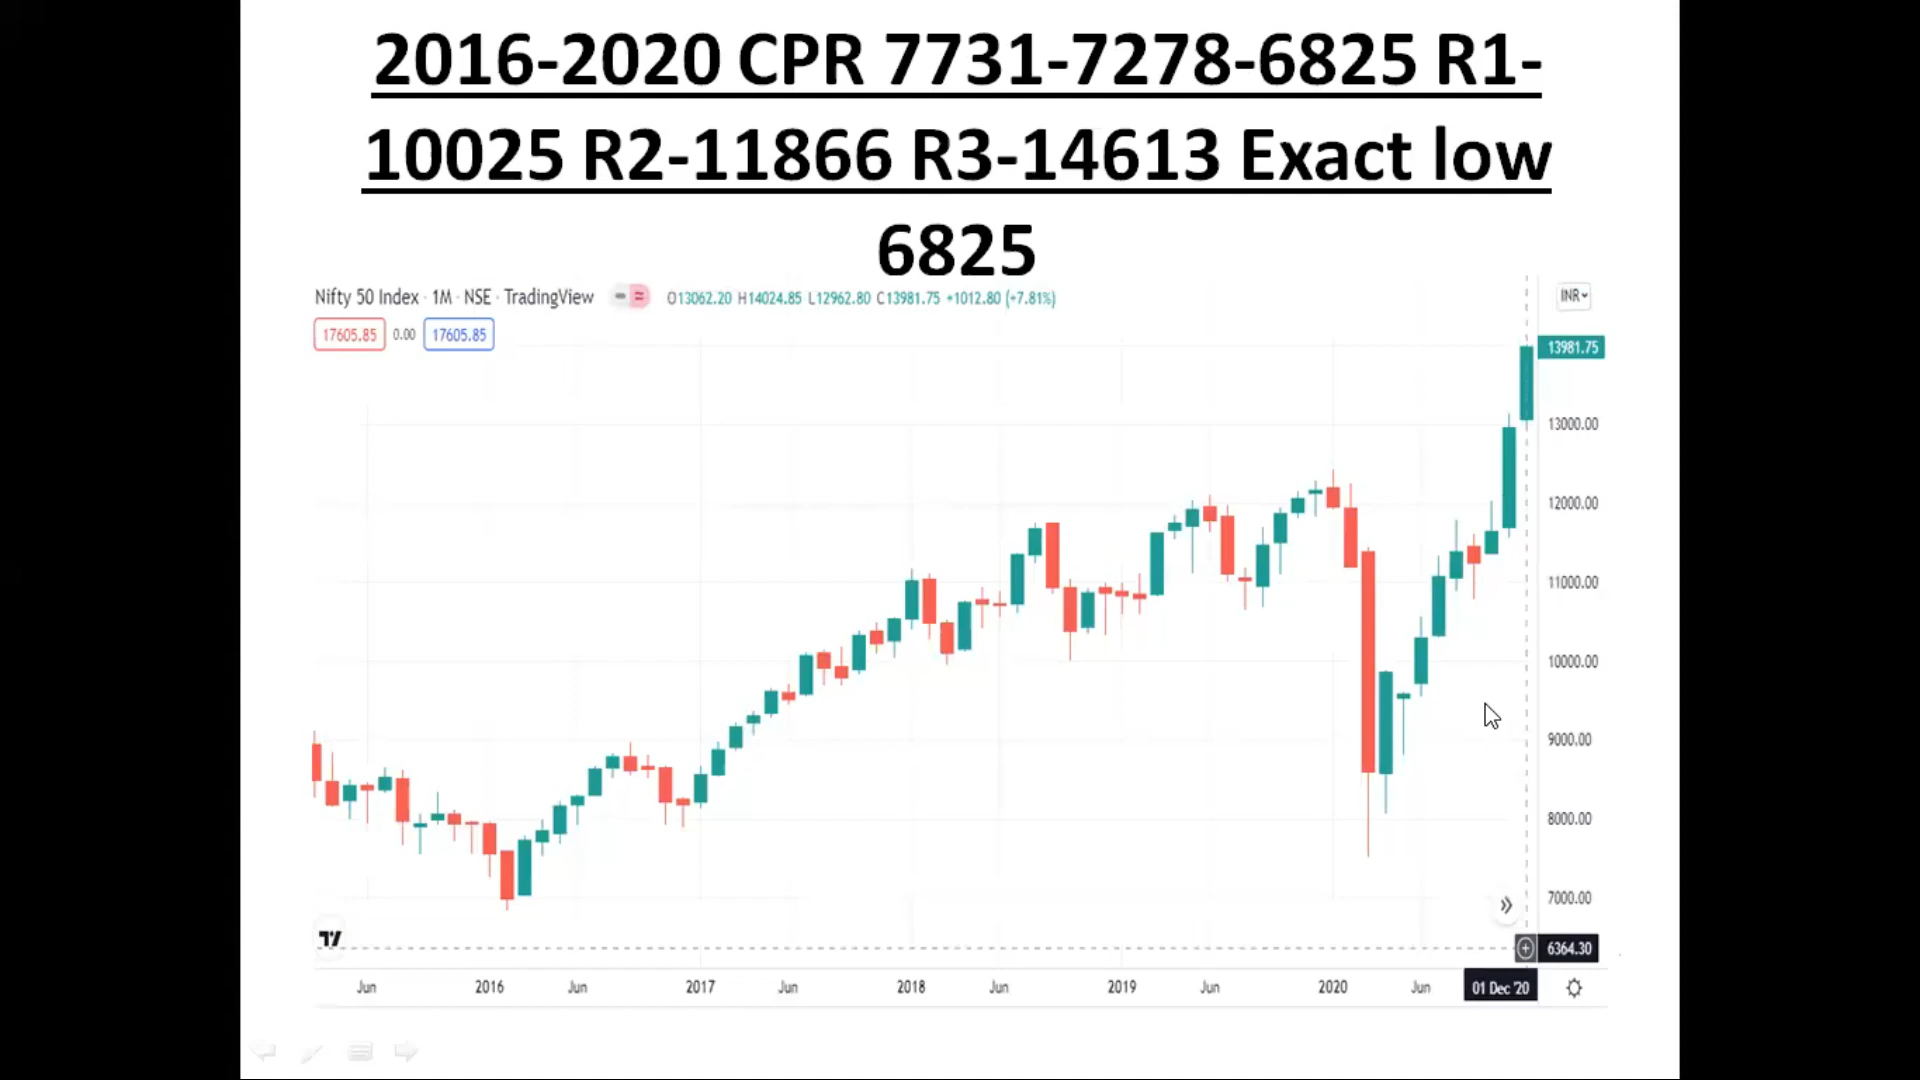 2016-2020 CPR 7731-7278-6825 R1-
10025 R2-11866 R3-14613 Exact low
6825
Nifty 50 Index · 1M · NSE · TradingView O13062.20 H14024.85 L12962.80 C13981.75 +1012.80 (+7.81%) INR
17605.85 0.00 17605.85
13981.75
13000.00
12000.00
11000.00
10000.00
9000.00
8000.00
7000.00
6364.30
Jun 2016 Jun 2017 Jun 2018 Jun 2019 Jun 2020 Jun 01 Dec '20